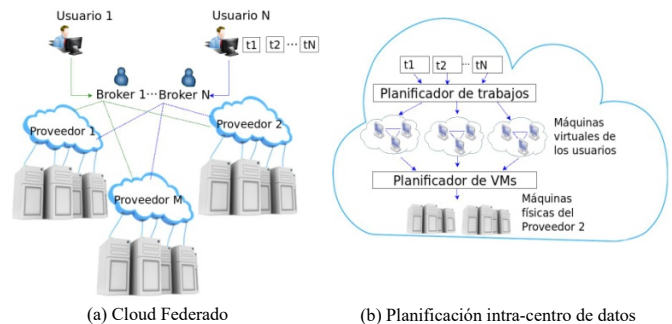 Usuario 1
Usuario N
t1 t2 ... tN
Broker 1 ... Broker N
Proveedor 1
Proveedor 2
Proveedor M
(a) Cloud Federado
t1 t2 ... tN
Planificador de trabajos
Máquinas
virtuales de
los usuarios
Planificador de VMs
Máquinas
físicas del
Proveedor 2
(b) Planificación intra-centro de datos